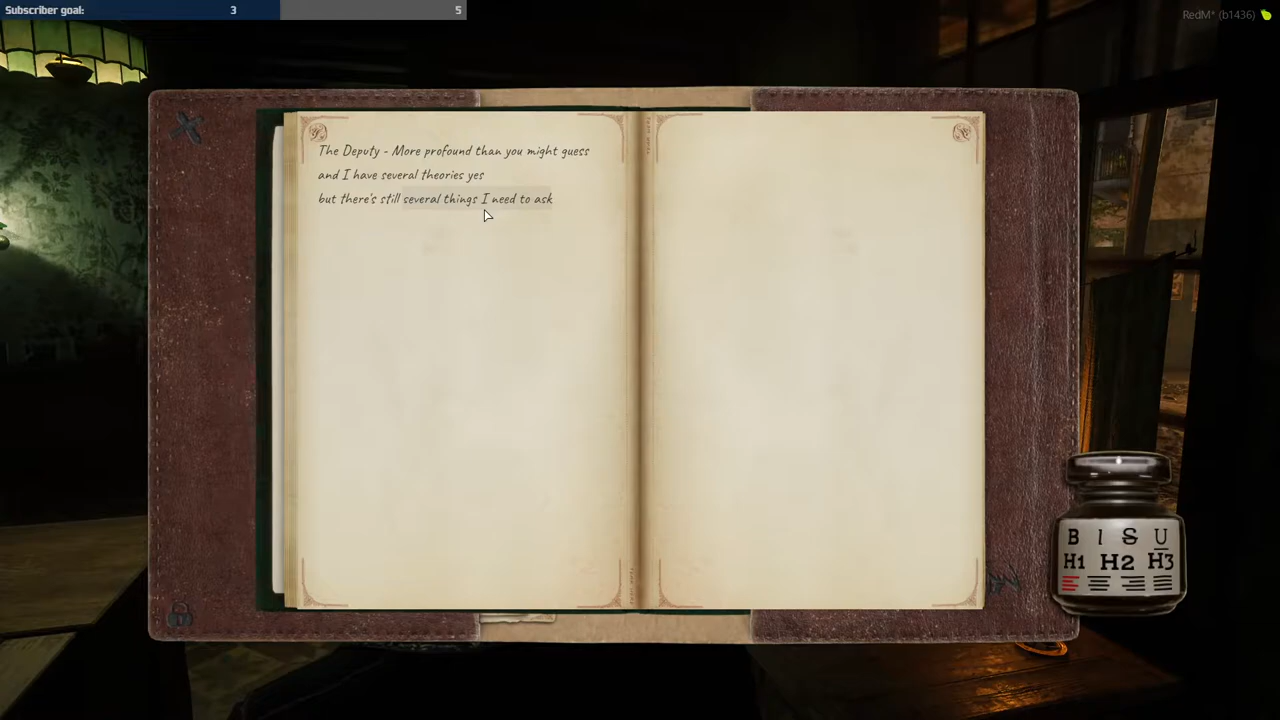 Subscriber goal: 3 5
RedM* (b1436)
The Deputy - More profound than you might guess
and I have several theories yes
but there's still several things I need to ask
B I S U
H1 H2 H3